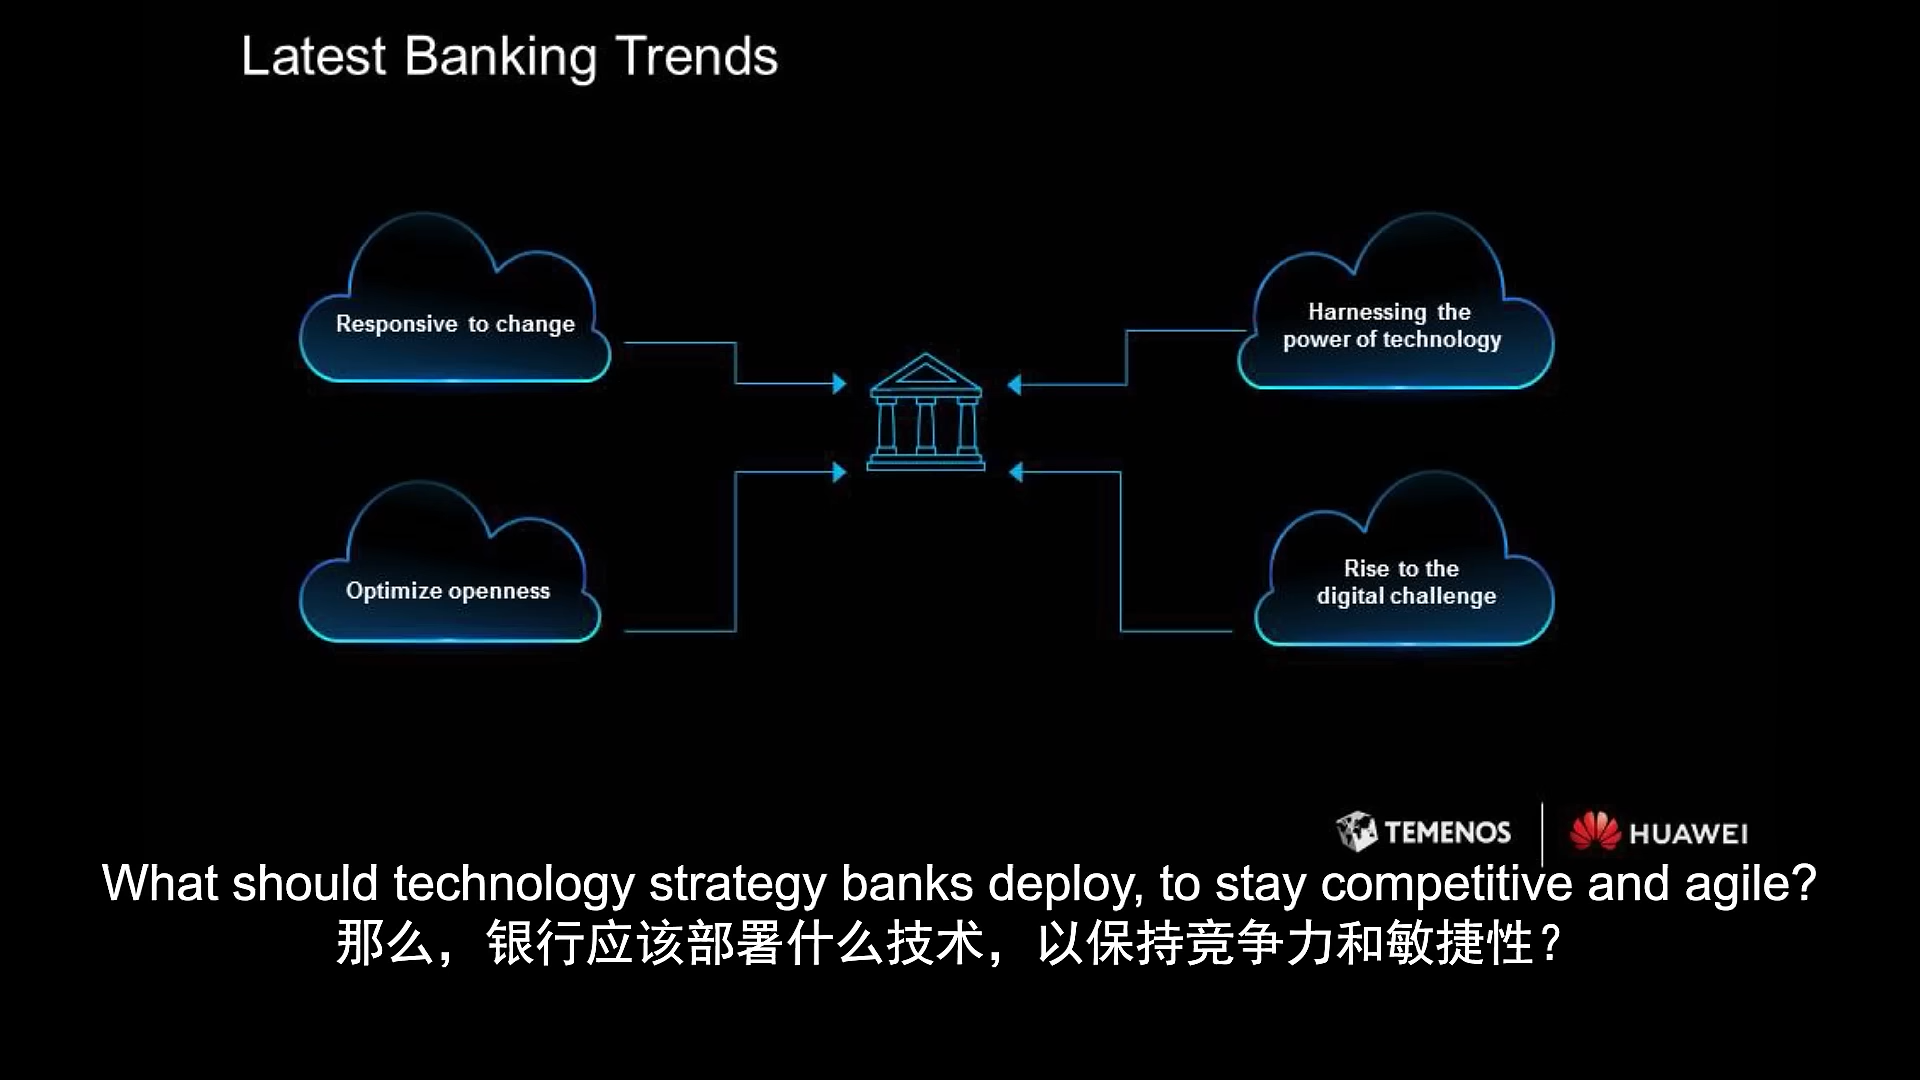 Latest Banking Trends
Responsive to change
Harnessing the
power of technology
Optimize openness
Rise to the
digital challenge
TEMENOS
HUAWEI
What should technology strategy banks deploy, to stay competitive and agile?
那么，银行应该部署什么技术，以保持竞争力和敏捷性？